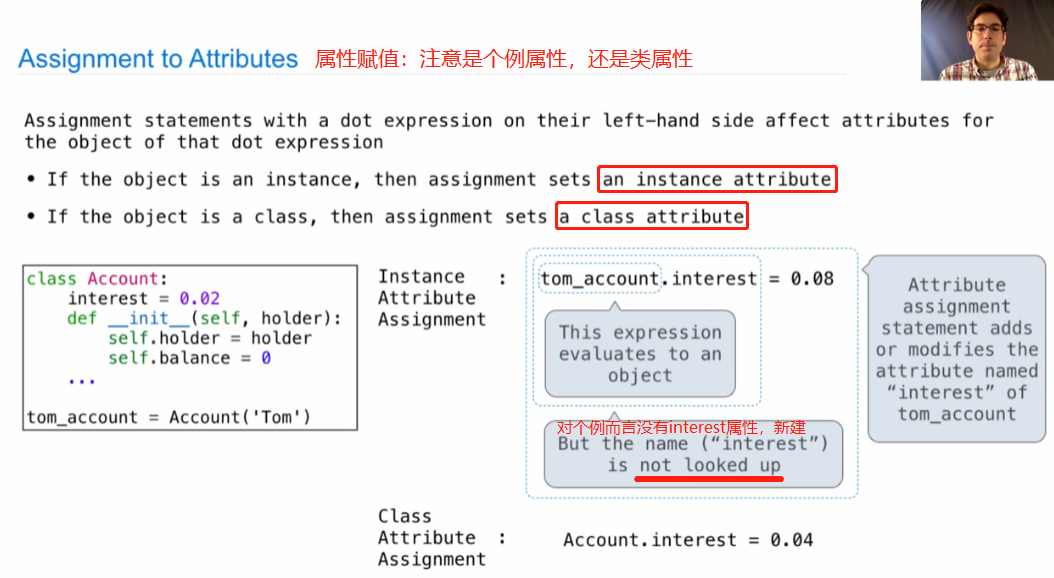 Assignment to Attributes 属性赋值：注意是个例属性，还是类属性
Assignment statements with a dot expression on their left-hand side affect attributes for
the object of that dot expression
• If the object is an instance, then assignment sets an instance attribute
• If the object is a class, then assignment sets a class attribute
class Account:
    interest = 0.02
    def __init__(self, holder):
        self.holder = holder
        self.balance = 0
    ...
tom_account = Account('Tom')
Instance
Attribute
Assignment
:
tom_account.interest = 0.08
This expression
evaluates to an
object
对个例而言没有interest属性，新建
But the name (“interest”)
is not looked up
Attribute
assignment
statement adds
or modifies the
attribute named
“interest” of
tom_account
Class
Attribute
Assignment
:
Account.interest = 0.04